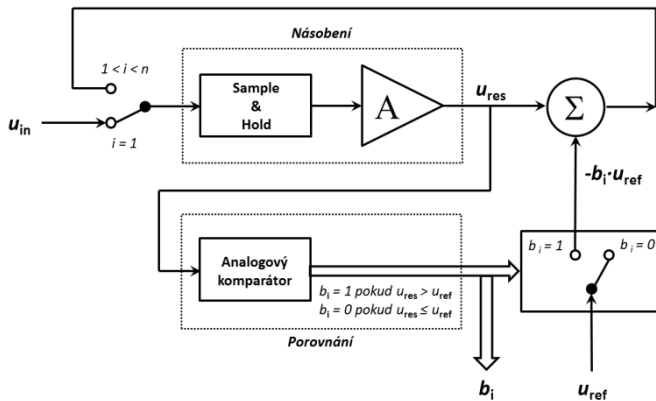 Násobení
1 < i < n
Sample
&
Hold
A
u_res
Σ
u_in
i = 1
-b_i·u_ref
Analogový
komparátor
b_i = 1 pokud u_res > u_ref
b_i = 0 pokud u_res ≤ u_ref
b_i = 1
b_i = 0
Porovnání
b_i
u_ref